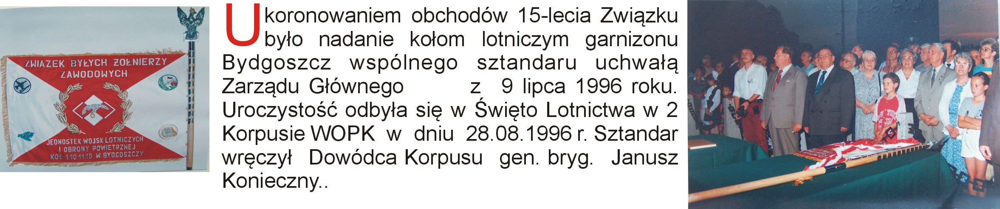 ZWIĄZEK BYŁYCH ŻOŁNIERZY
ZAWODOWYCH
JEDNOSTEK WOJSK LOTNICZYCH
I OBRONY POWIETRZNEJ
KÓŁ 1.10.11.15 W BYDGOSZCZY
Ukoronowaniem obchodów 15-lecia Związku
było nadanie kołom lotniczym garnizonu
Bydgoszcz wspólnego sztandaru uchwałą
Zarządu Głównego z 9 lipca 1996 roku.
Uroczystość odbyła się w Święto Lotnictwa w 2
Korpusie WOPK w dniu 28.08.1996 r. Sztandar
wręczył Dowódca Korpusu gen. bryg. Janusz
Konieczny..